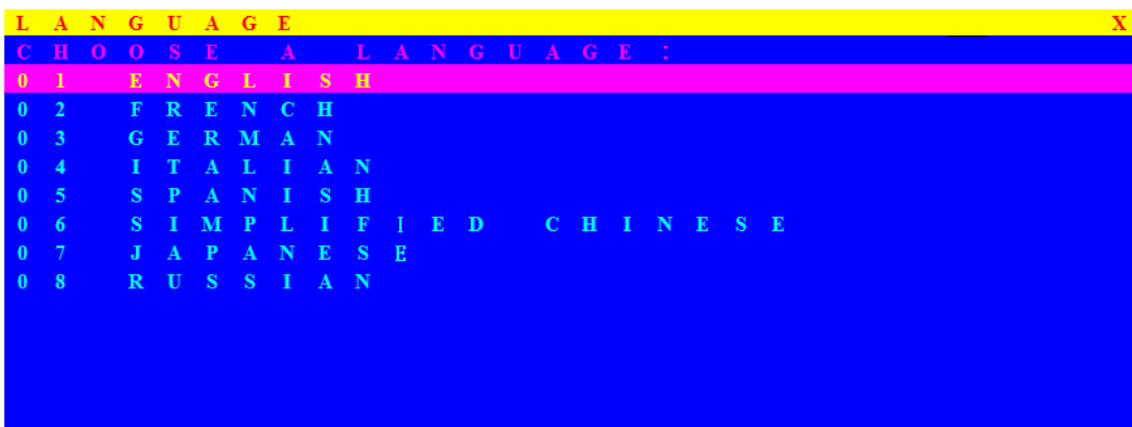 LANGUAGE X
CHOOSE A LANGUAGE:
01 ENGLISH
02 FRENCH
03 GERMAN
04 ITALIAN
05 SPANISH
06 SIMPLIFIED CHINESE
07 JAPANESE
08 RUSSIAN